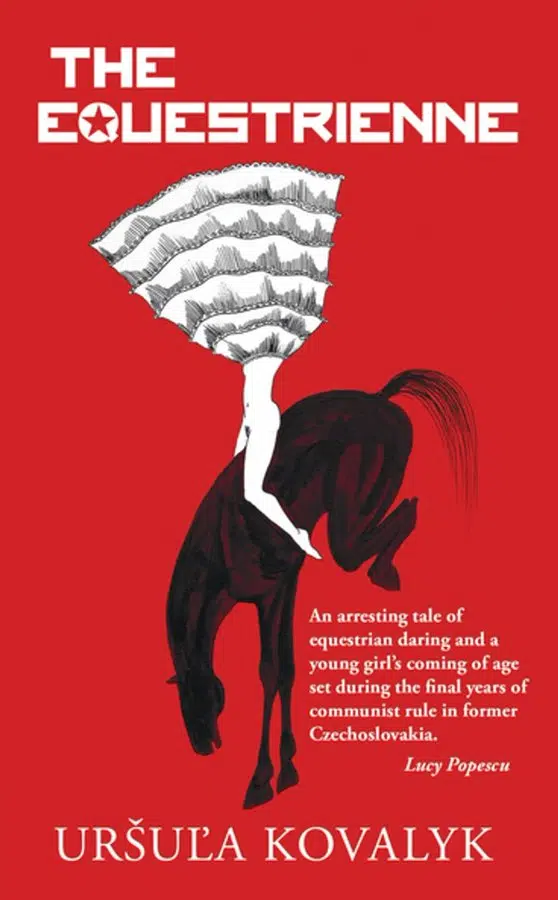 THE
EQUESTRIENNE
An arresting tale of
equestrian daring and a
young girl's coming of age
set during the final years of
communist rule in former
Czechoslovakia.
Lucy Popescu
URŠUĽA KOVALYK